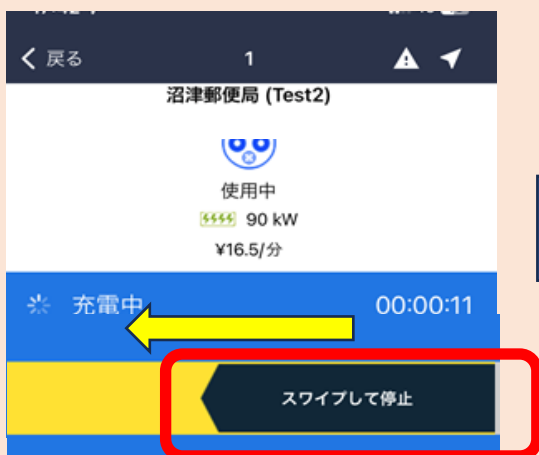 戻る 1
沼津郵便局 (Test2)
使用中
90 kW
¥16.5/分
充電中 00:00:11
スワイプして停止